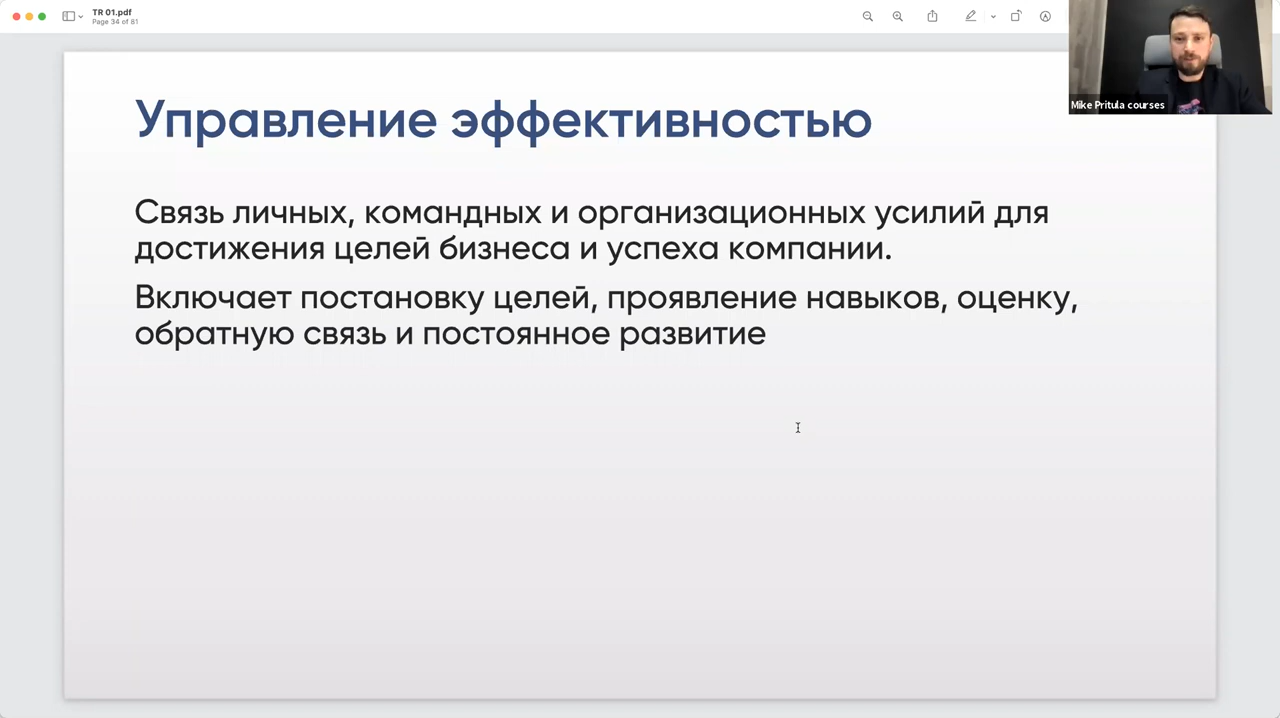 TR 01.pdf
Page 34 of 81
Mike Pritula courses
Управление эффективностью
Связь личных, командных и организационных усилий для
достижения целей бизнеса и успеха компании.
Включает постановку целей, проявление навыков, оценку,
обратную связь и постоянное развитие